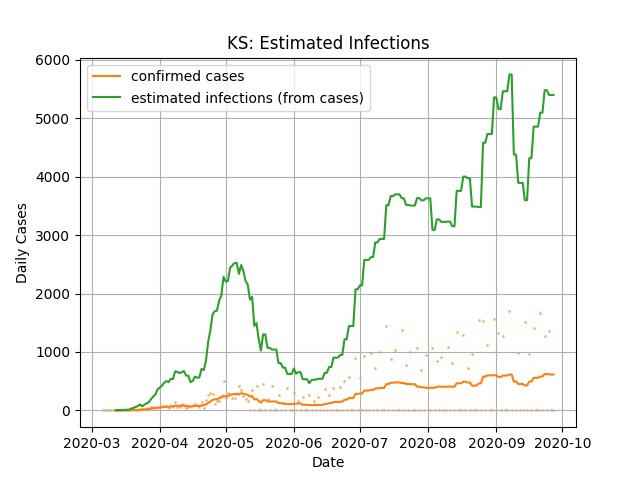 KS: Estimated Infections
confirmed cases
estimated infections (from cases)
6000
5000
4000
3000
2000
1000
0
Daily Cases
2020-03 2020-04 2020-05 2020-06 2020-07 2020-08 2020-09 2020-10
Date